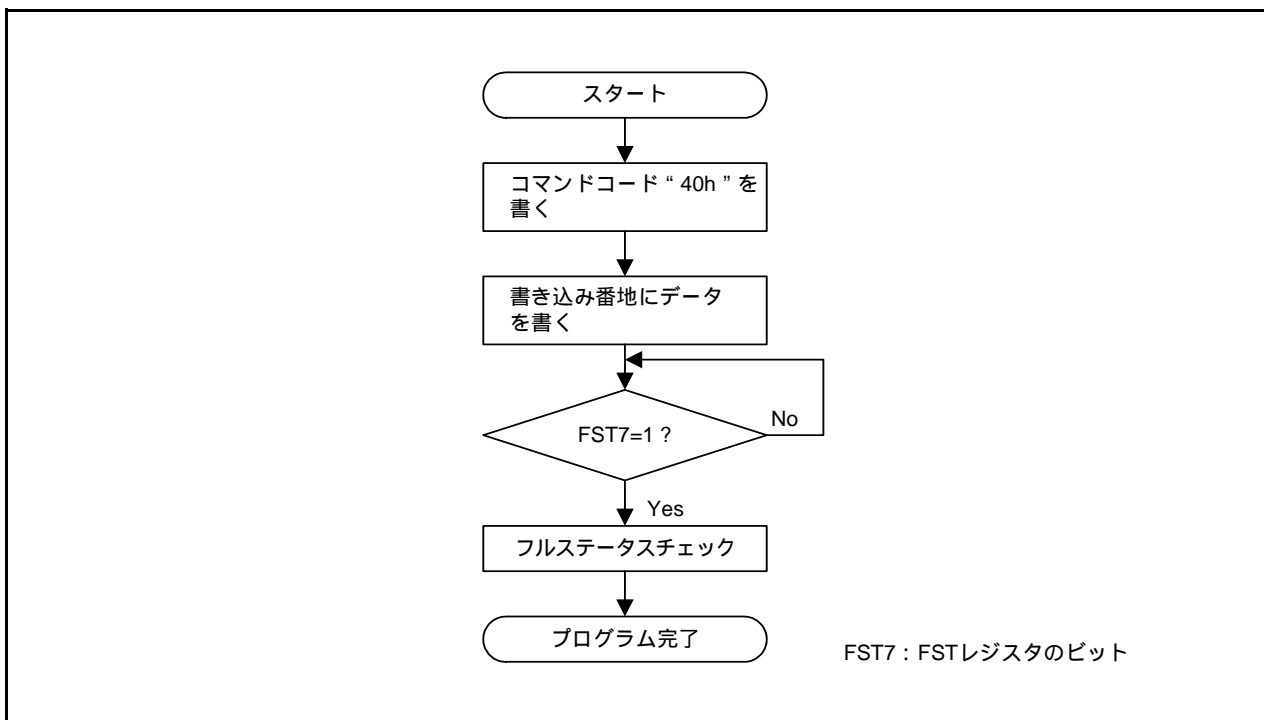 スタート
コマンドコード“ 40h ”を
書く
書き込み番地にデータ
を書く
FST7=1 ?
No
Yes
フルステータスチェック
プログラム完了
FST7 : FSTレジスタのビット